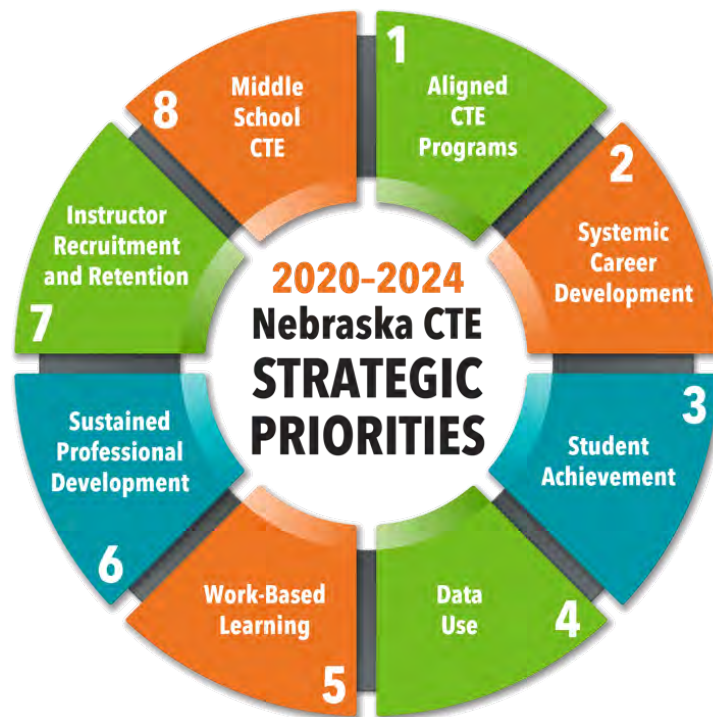 2020–2024
Nebraska CTE
STRATEGIC
PRIORITIES
1
Aligned
CTE
Programs
2
Systemic
Career
Development
3
Student
Achievement
4
Data
Use
5
Work-Based
Learning
6
Sustained
Professional
Development
7
Instructor
Recruitment
and Retention
8
Middle
School
CTE